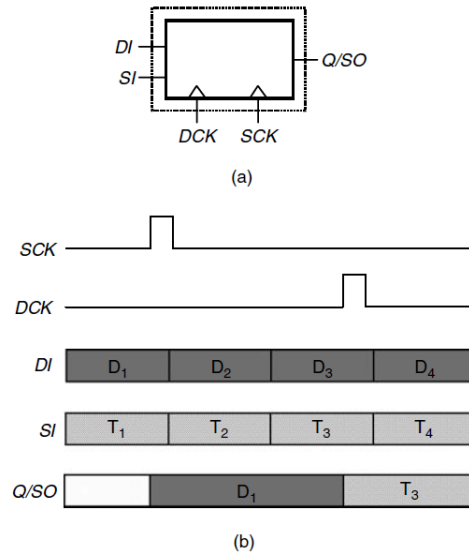 DI
SI
Q/SO
DCK SCK
(a)
SCK
DCK
DI D₁ D₂ D₃ D₄
SI T₁ T₂ T₃ T₄
Q/SO D₁ T₃
(b)